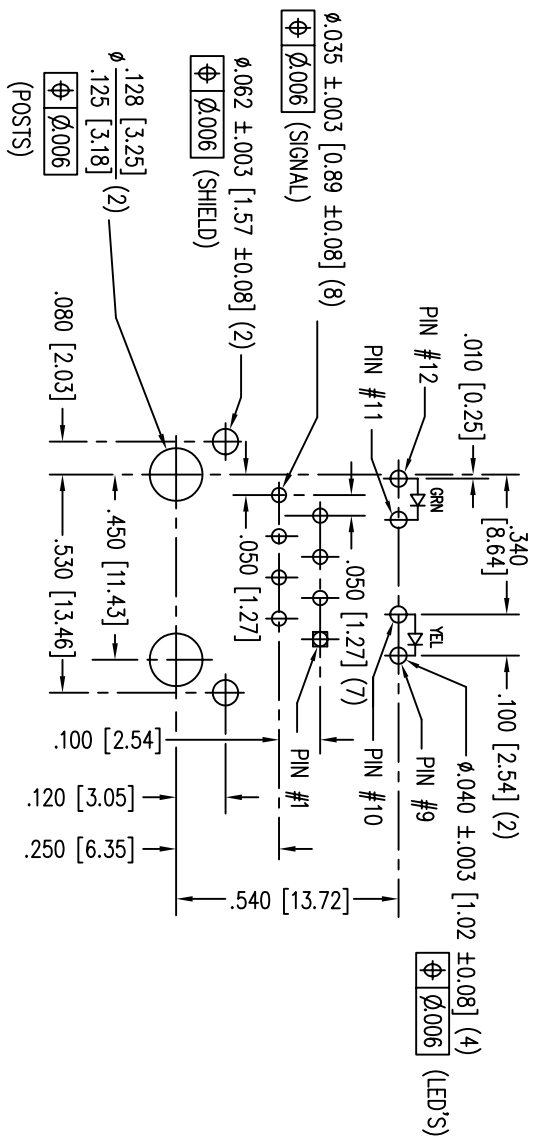 .010 [0.25]
.340
[8.64]
.100 [2.54] (2)
PIN #12
GRN
YEL
PIN #9
ø.040 ±.003 [1.02 ±0.08] (4)
⌖ Ø.006 (LED'S)
PIN #11
PIN #10
ø.035 ±.003 [0.89 ±0.08] (8)
⌖ Ø.006 (SIGNAL)
.050 [1.27] (7)
PIN #1
.050 [1.27]
ø.062 ±.003 [1.57 ±0.08] (2)
⌖ Ø.006 (SHIELD)
ø .128 [3.25]
.125 [3.18] (2)
⌖ Ø.006
(POSTS)
.080 [2.03]
.450 [11.43]
.530 [13.46]
.100 [2.54]
.120 [3.05]
.250 [6.35]
.540 [13.72]